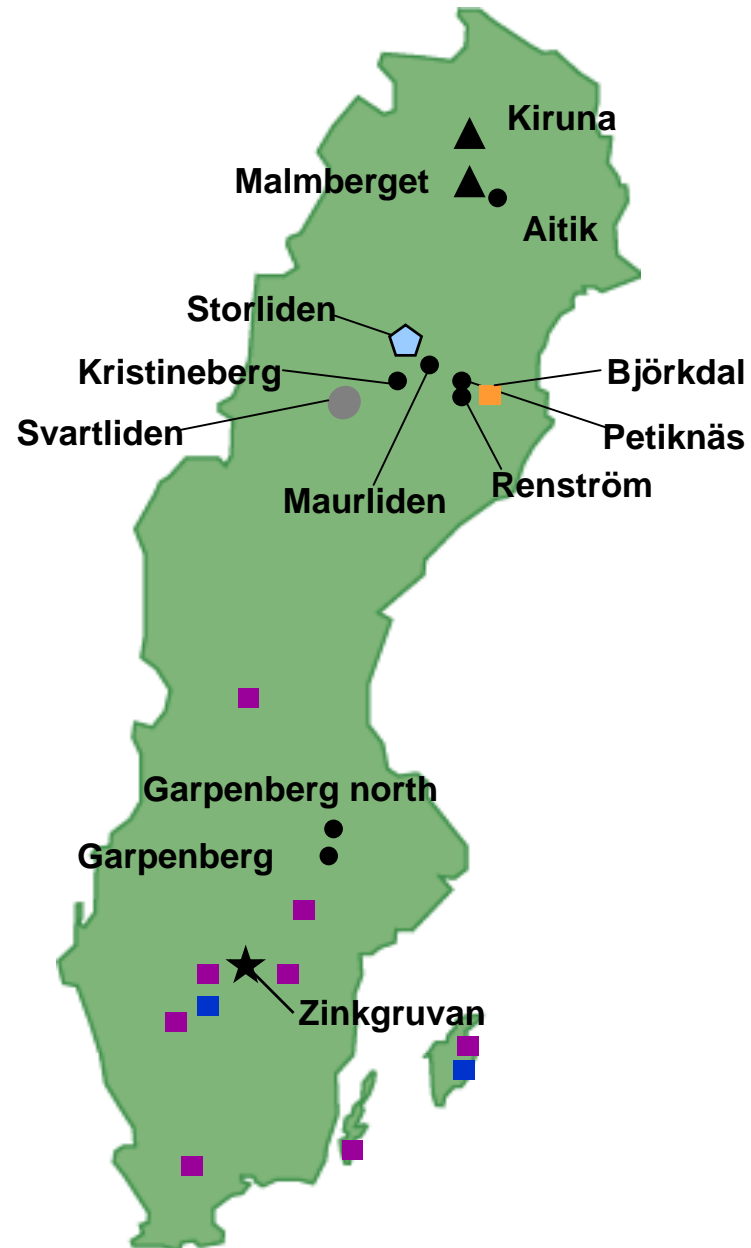 Kiruna
Malmberget
Aitik
Storliden
Kristineberg
Björkdal
Svartliden
Petiknäs
Renström
Maurliden
Garpenberg north
Garpenberg
Zinkgruvan